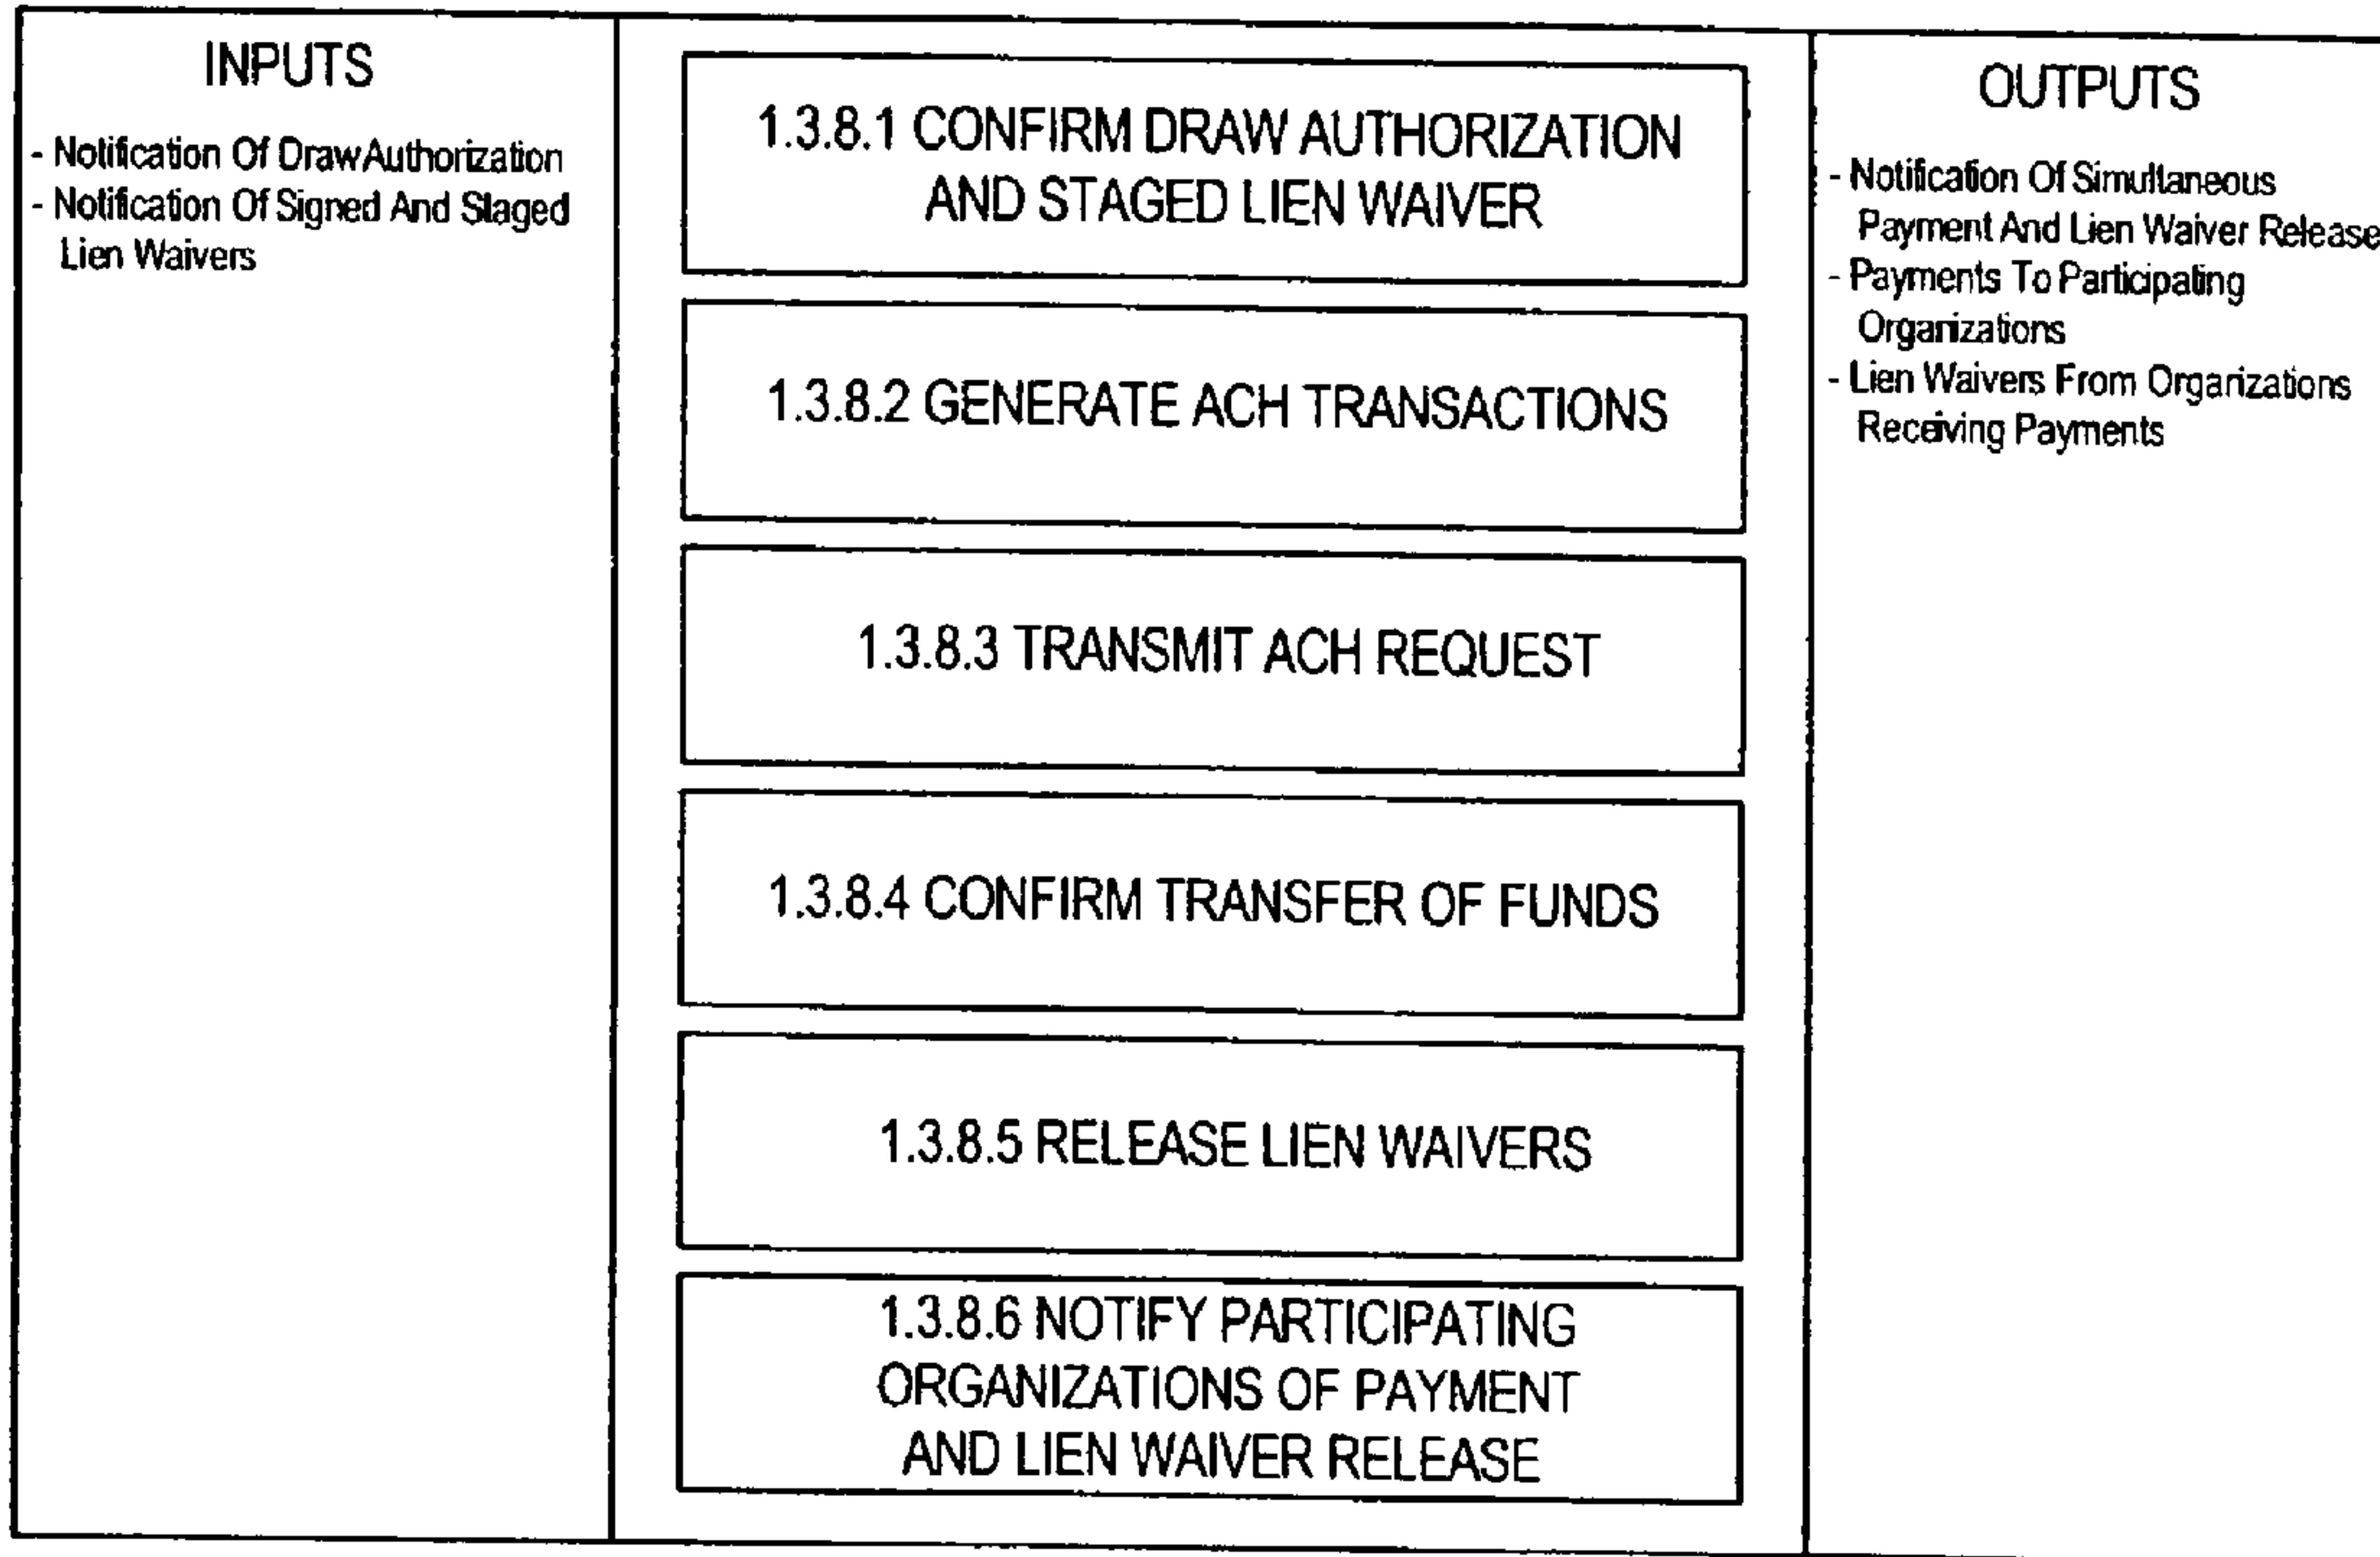 INPUTS
- Notification Of Draw Authorization
- Notification Of Signed And Staged
Lien Waivers
1.3.8.1 CONFIRM DRAW AUTHORIZATION
AND STAGED LIEN WAIVER
1.3.8.2 GENERATE ACH TRANSACTIONS
1.3.8.3 TRANSMIT ACH REQUEST
1.3.8.4 CONFIRM TRANSFER OF FUNDS
1.3.8.5 RELEASE LIEN WAIVERS
1.3.8.6 NOTIFY PARTICIPATING
ORGANIZATIONS OF PAYMENT
AND LIEN WAIVER RELEASE
OUTPUTS
- Notification Of Simultaneous
Payment And Lien Waiver Release
- Payments To Participating
Organizations
- Lien Waivers From Organizations
Receiving Payments